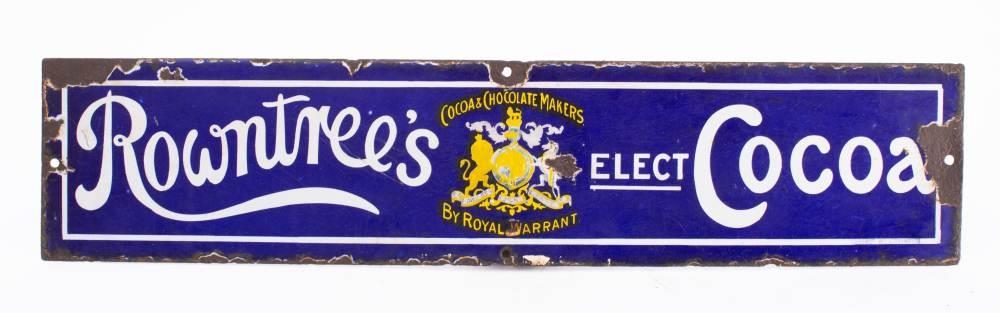 Rowntree's
COCOA & CHOCOLATE MAKERS
BY ROYAL WARRANT
ELECT Cocoa